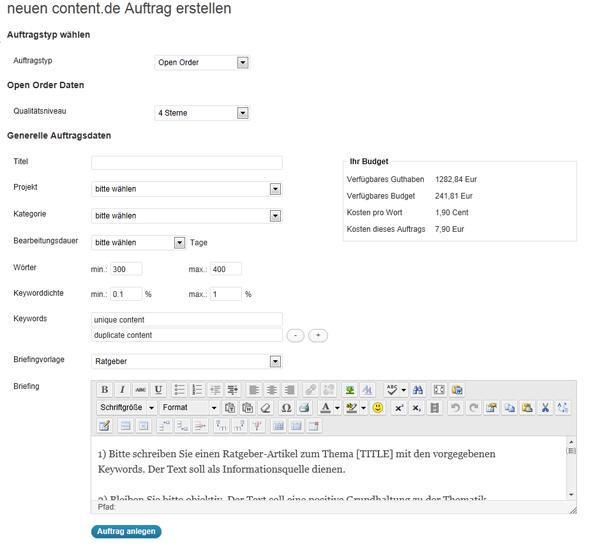 neuen content.de Auftrag erstellen
Auftragstyp wählen
Auftragstyp Open Order
Open Order Daten
Qualitätsniveau 4 Sterne
Generelle Auftragsdaten
Titel
Ihr Budget
Verfügbares Guthaben 1282,84 Eur
Projekt bitte wählen
Verfügbares Budget 241,81 Eur
Kategorie bitte wählen
Kosten pro Wort 1,90 Cent
Kosten dieses Auftrags 7,90 Eur
Bearbeitungsdauer bitte wählen Tage
Wörter min.: 300 max.: 400
Keyworddichte min.: 0.1 % max.: 1 %
Keywords unique content
duplicate content - +
Briefingvorlage Ratgeber
Briefing B I ABC U ABC
Schriftgröße Format T W Ω A ab x² x₂
1) Bitte schreiben Sie einen Ratgeber-Artikel zum Thema [TITLE] mit den vorgegebenen
Keywords. Der Text soll als Informationsquelle dienen.
2) Bleiben Sie bitte objektiv. Der Text soll eine positive Grundhaltung zu der Thematik
Pfad:
Auftrag anlegen